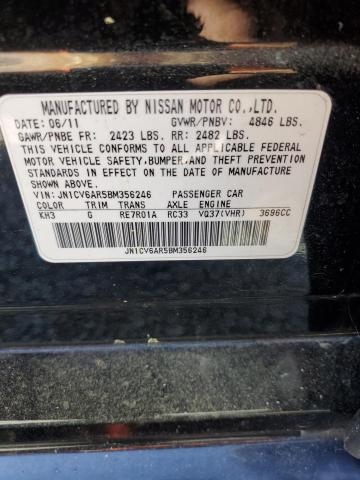 MANUFACTURED BY NISSAN MOTOR CO.,LTD.
DATE: 06/11 GVWR/PNBV: 4846 LBS.
GAWR/PNBE FR: 2423 LBS. RR: 2482 LBS.
THIS VEHICLE CONFORMS TO ALL APPLICABLE FEDERAL
MOTOR VEHICLE SAFETY,BUMPER,AND THEFT PREVENTION
STANDARDS IN EFFECT ON THE DATE OF MANUFACTURE
SHOWN ABOVE.
VIN: JN1CV6AR5BM356246 PASSENGER CAR
COLOR TRIM TRANS AXLE ENGINE
KH3 G RE7R01A RC33 VQ37(VHR) 3696CC
JN1CV6AR5BM356246